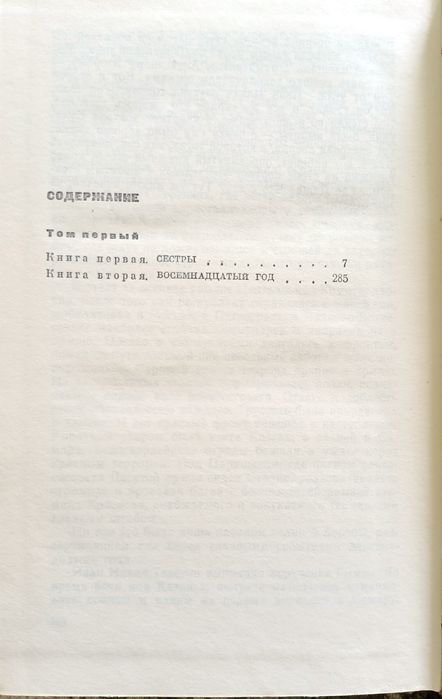 СОДЕРЖАНИЕ
Том первый
Книга первая. СЕСТРЫ . . . . . . . . . . 7
Книга вторая. ВОСЕМНАДЦАТЫЙ ГОД . . . . 285